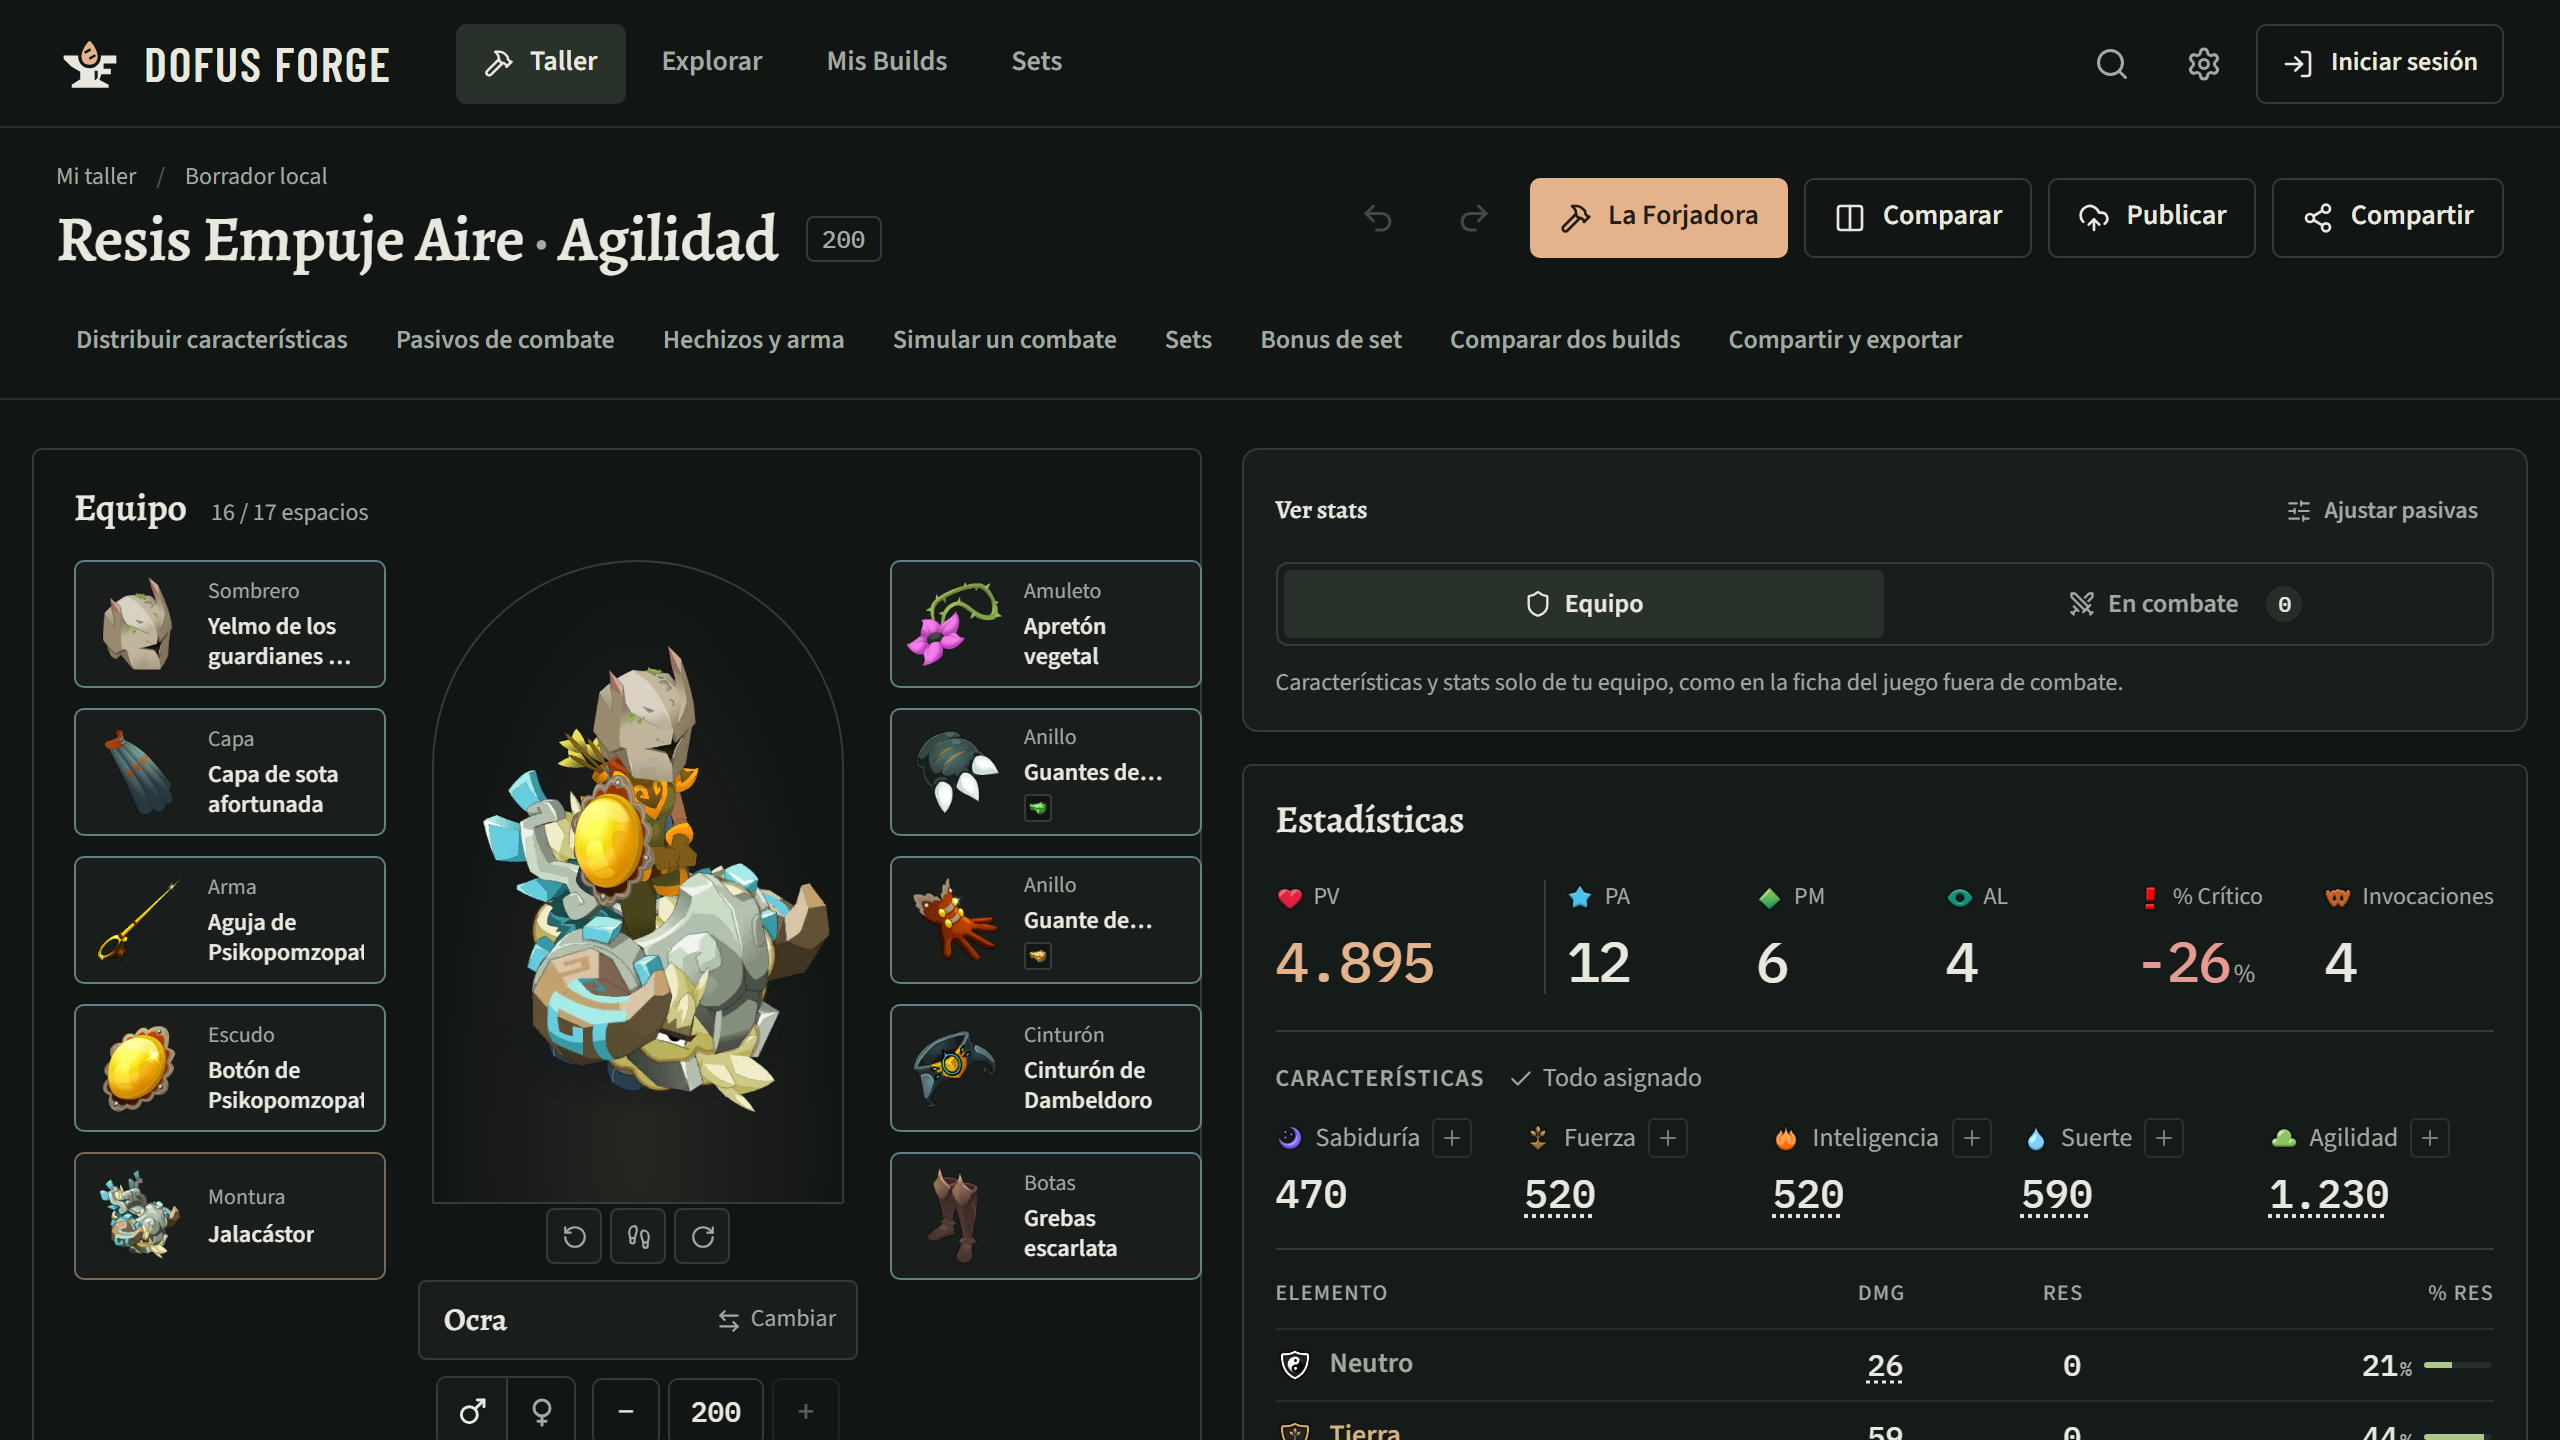 DOFUS FORGE
Taller
Explorar
Mis Builds
Sets
Iniciar sesión
Mi taller / Borrador local
Resis Empuje Aire · Agilidad
200
La Forjadora
Comparar
Publicar
Compartir
Distribuir características
Pasivos de combate
Hechizos y arma
Simular un combate
Sets
Bonus de set
Comparar dos builds
Compartir y exportar
Equipo
16 / 17 espacios
Sombrero
Yelmo de los
guardianes ...
Capa
Capa de sota
afortunada
Arma
Aguja de
Psikopomzopat
Escudo
Botón de
Psikopomzopat
Montura
Jalacástor
Ocra
Cambiar
−
200
+
Amuleto
Apretón
vegetal
Anillo
Guantes de...
Anillo
Guante de...
Cinturón
Cinturón de
Dambeldoro
Botas
Grebas
escarlata
Ver stats
Ajustar pasivas
Equipo
En combate 0
Características y stats solo de tu equipo, como en la ficha del juego fuera de combate.
Estadísticas
PV
4.895
PA
12
PM
6
AL
4
% Crítico
-26%
Invocaciones
4
CARACTERÍSTICAS
Todo asignado
Sabiduría +
470
Fuerza +
520
Inteligencia +
520
Suerte +
590
Agilidad +
1.230
ELEMENTO DMG RES % RES
Neutro 26 0 21%
Tierra 59 0 44%